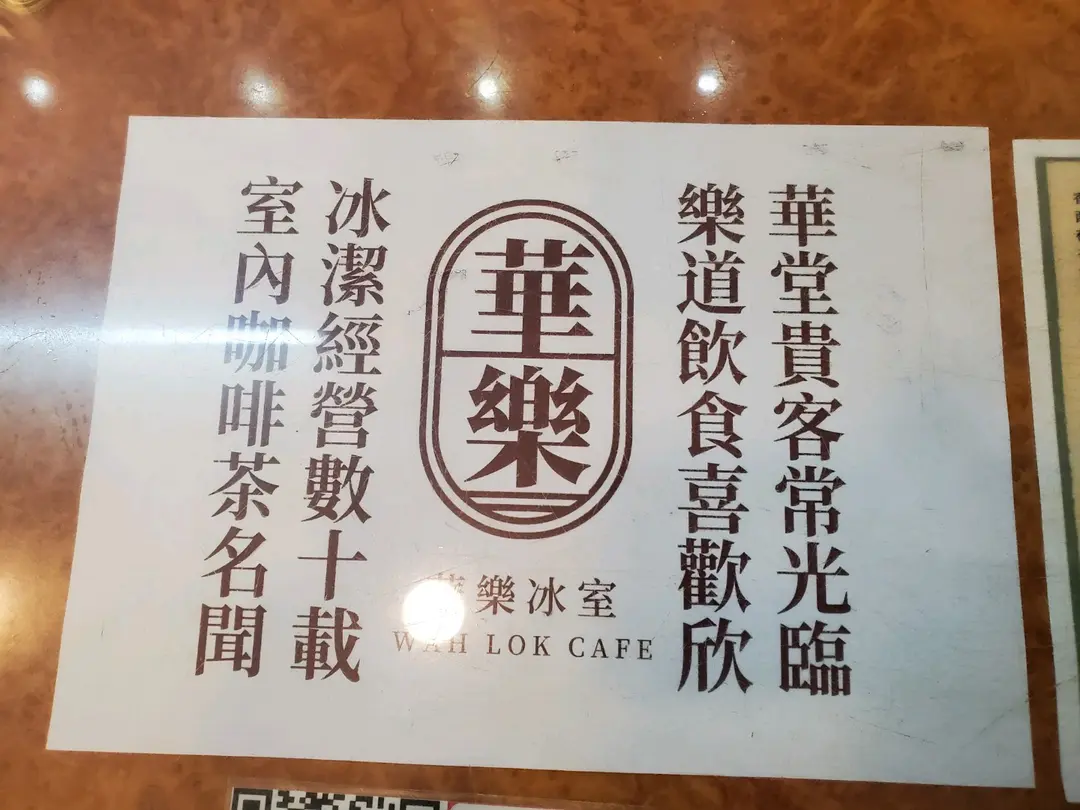 華堂貴客常光臨
樂道飲食喜歡欣
華樂
樂冰室
WAH LOK CAFE
冰潔經營數十載
室內咖啡茶名聞